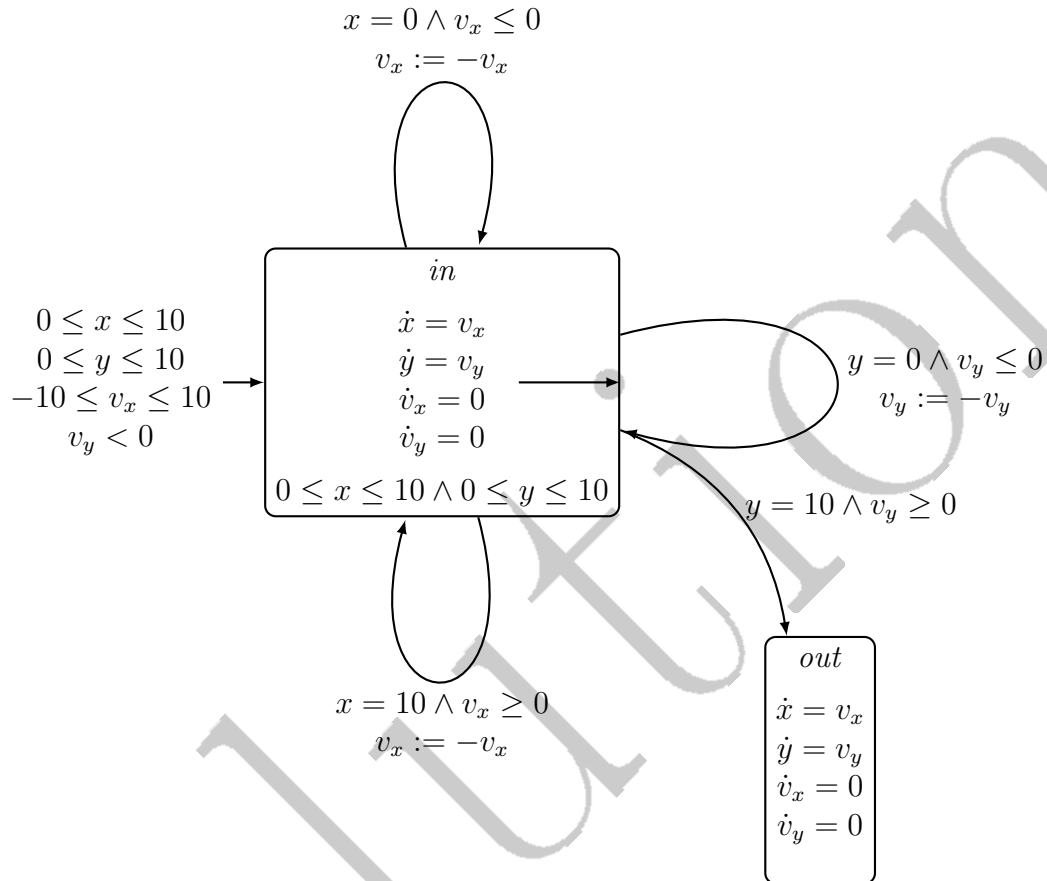 x = 0 ∧ v_x ≤ 0
v_x := −v_x
in
ẋ = v_x
ẏ = v_y
v̇_x = 0
v̇_y = 0
0 ≤ x ≤ 10 ∧ 0 ≤ y ≤ 10
0 ≤ x ≤ 10
0 ≤ y ≤ 10
−10 ≤ v_x ≤ 10
v_y < 0
y = 0 ∧ v_y ≤ 0
v_y := −v_y
y = 10 ∧ v_y ≥ 0
x = 10 ∧ v_x ≥ 0
v_x := −v_x
out
ẋ = v_x
ẏ = v_y
v̇_x = 0
v̇_y = 0
lution